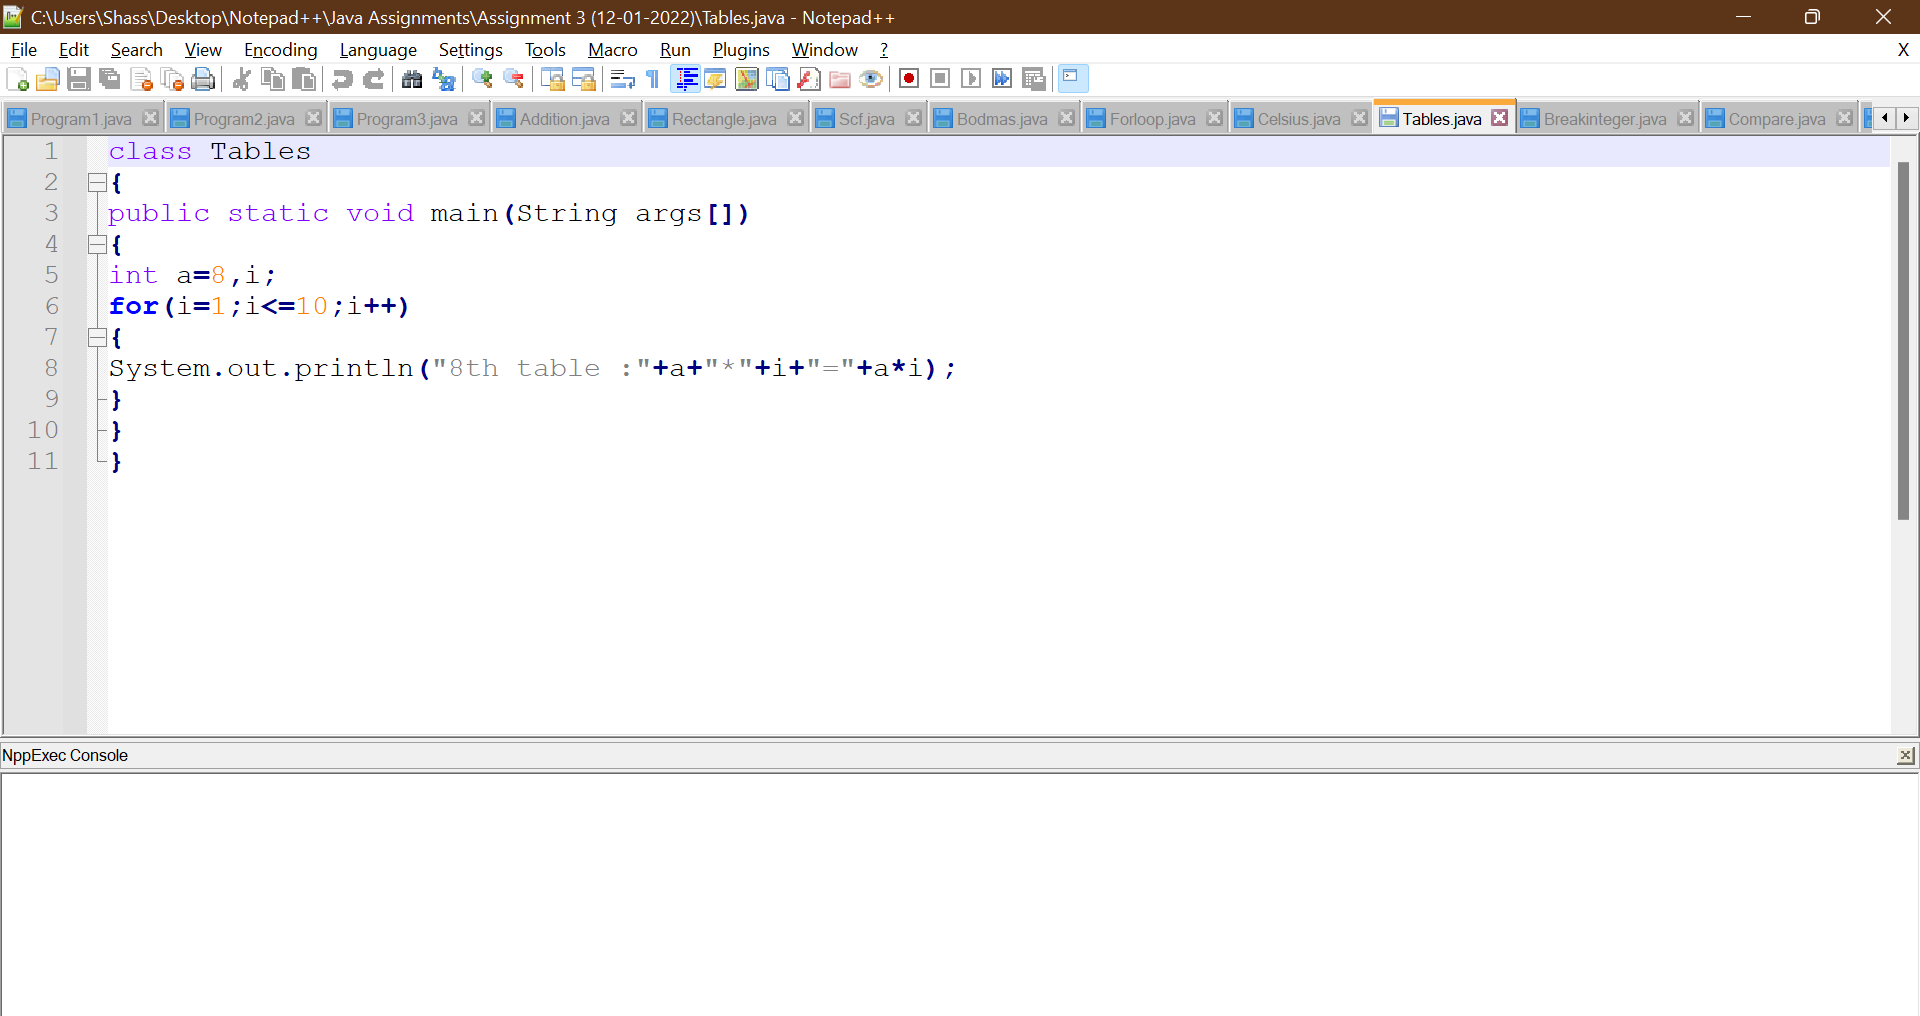 C:\Users\Shass\Desktop\Notepad++\Java Assignments\Assignment 3 (12-01-2022)\Tables.java - Notepad++
File Edit Search View Encoding Language Settings Tools Macro Run Plugins Window ? X
Program1.java Program2.java Program3.java Addition.java Rectangle.java Scf.java Bodmas.java Forloop.java Celsius.java Tables.java Breakinteger.java Compare.java
1 class Tables
2 {
3 public static void main(String args[])
4 {
5 int a=8,i;
6 for(i=1;i<=10;i++)
7 {
8 System.out.println("8th table :"+a+"*"+i+"="+a*i);
9 }
10 }
11 }
NppExec Console